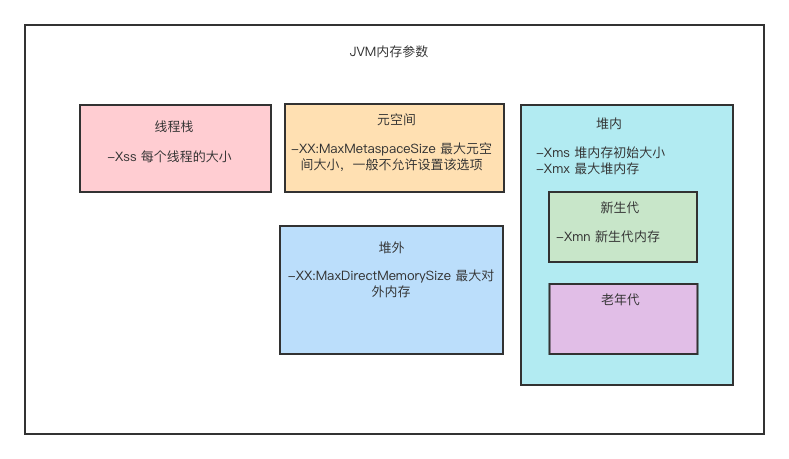 JVM内存参数
线程栈
–Xss 每个线程的大小
元空间
–XX:MaxMetaspaceSize 最大元空
间大小，一般不允许设置该选项
堆内
–Xms 堆内存初始大小
–Xmx 最大堆内存
新生代
–Xmn 新生代内存
堆外
–XX:MaxDirectMemorySize 最大对
外内存
老年代